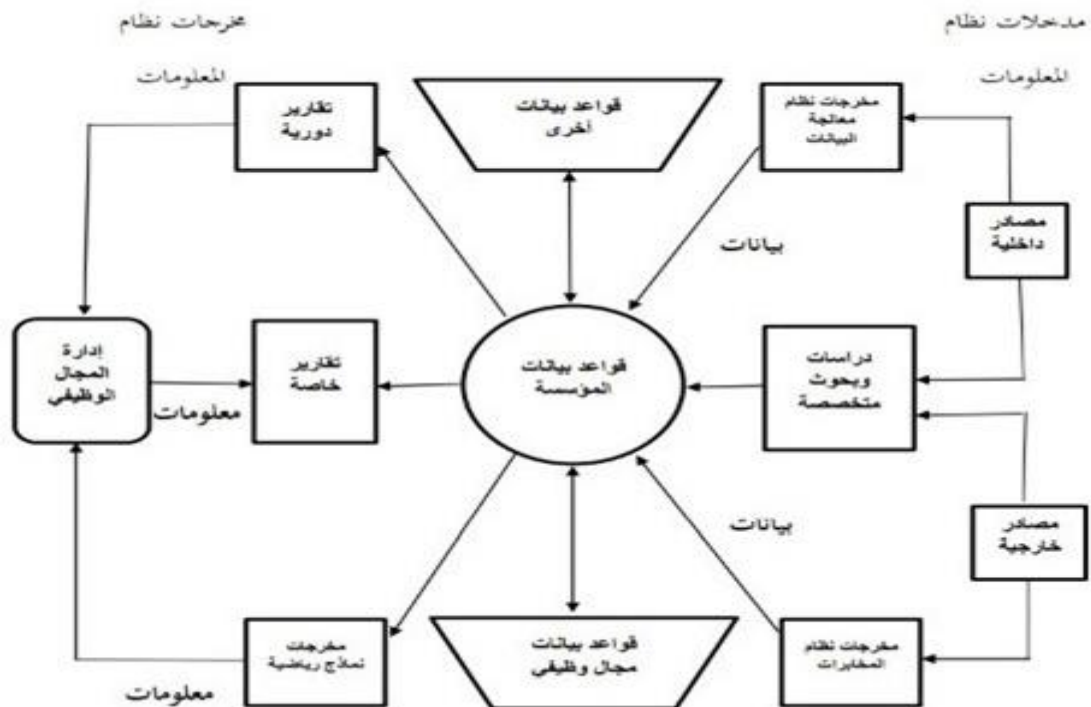 مدخلات نظام
المعلومات
مخرجات نظام
المعلومات
مخرجات نظام
معالجة
البيانات
قواعد بيانات
أخرى
تقارير
دورية
مصادر
داخلية
بيانات
دراسات
وبحوث
متخصصة
قواعد بيانات
المؤسسة
تقارير
خاصة
إدارة
المجال
الوظيفي
معلومات
مصادر
خارجية
بيانات
مخرجات نظام
المخابرات
قواعد بيانات
مجال وظيفي
مخرجات
نماذج رياضية
معلومات